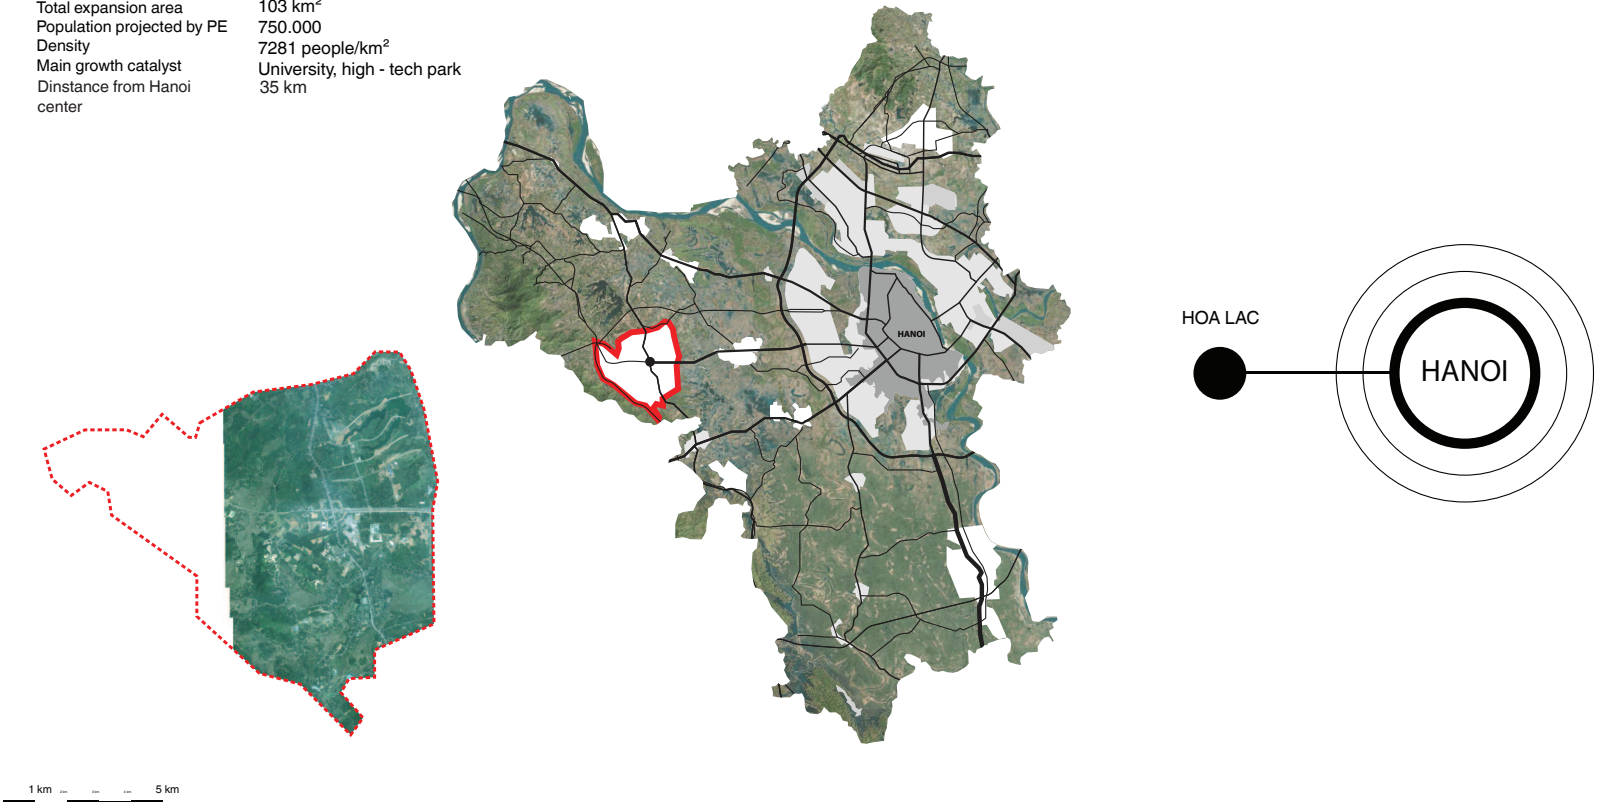 Total expansion area 103 km²
Population projected by PE 750.000
Density 7281 people/km²
Main growth catalyst University, high - tech park
Dinstance from Hanoi 35 km
center
HANOI
HOA LAC
HANOI
1 km 5 km